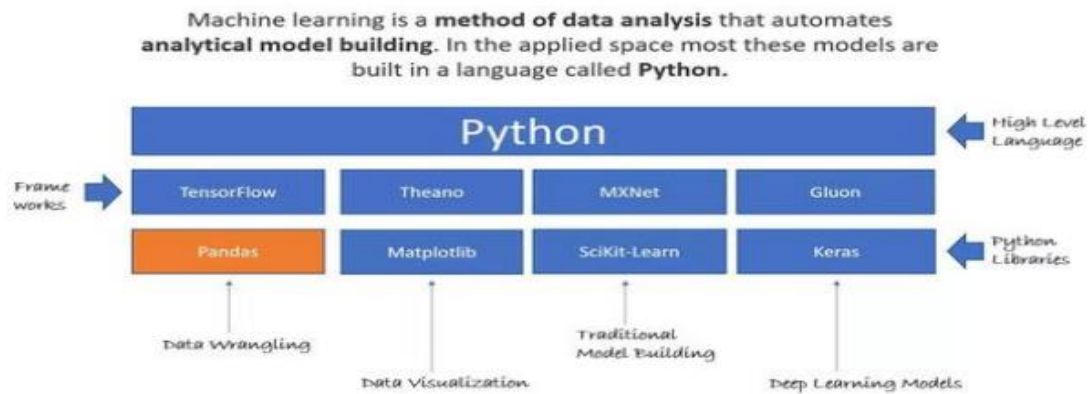 Machine learning is a method of data analysis that automates
analytical model building. In the applied space most these models are
built in a language called Python.
Python
High Level
Language
Frame
works
TensorFlow
Theano
MXNet
Gluon
Pandas
Matplotlib
SciKit-Learn
Keras
Python
Libraries
Data Wrangling
Data Visualization
Traditional
Model Building
Deep Learning Models